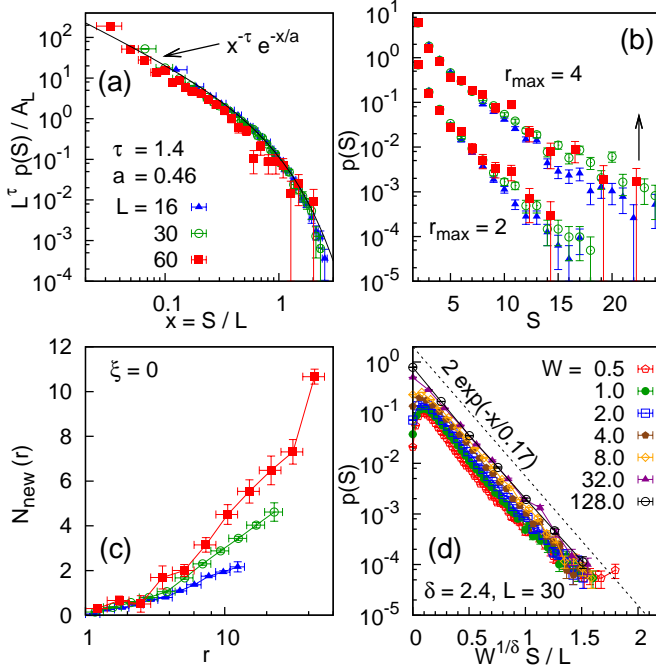 10^2
10^1
10^0
10^-1
10^-2
10^-3
10^-4
L^τ p(S) / A_L
x^-τ e^-x/a
(a)
τ = 1.4
a = 0.46
L = 16
30
60
0.1
1
x = S / L
10^1
10^0
10^-1
10^-2
10^-3
10^-4
10^-5
p(S)
(b)
r_max = 4
r_max = 2
5
10
15
20
S
12
10
8
6
4
2
0
N_new (r)
ξ = 0
(c)
1
10
r
10^0
10^-1
10^-2
10^-3
10^-4
10^-5
p(S)
2 exp(-x/0.17)
W = 0.5
1.0
2.0
4.0
8.0
32.0
128.0
(d)
δ = 2.4, L = 30
0
0.5
1
1.5
2
W^1/δ S / L